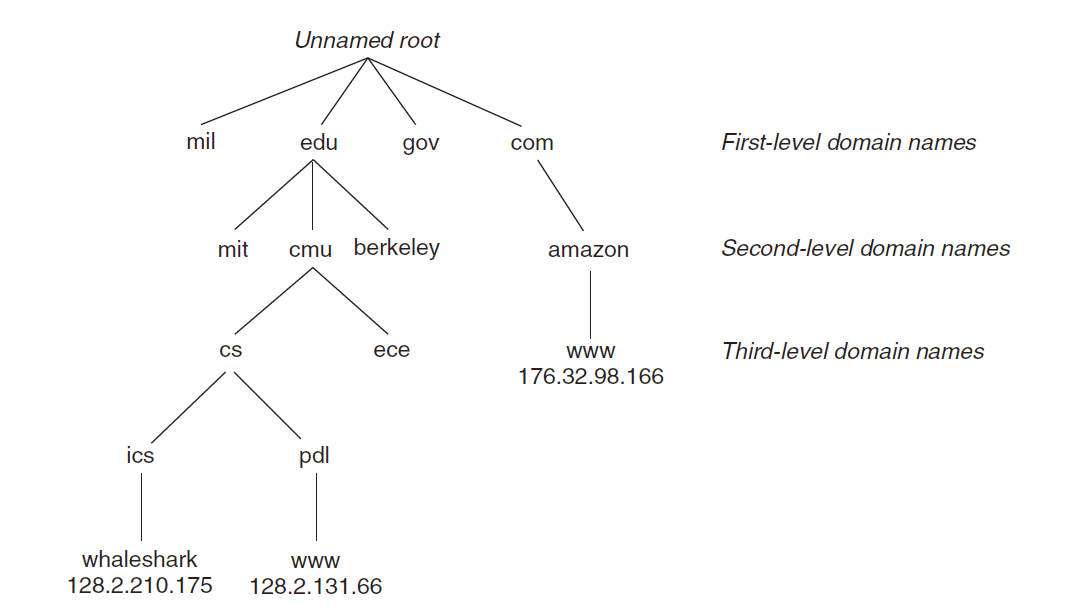 Unnamed root
mil edu gov com First-level domain names
mit cmu berkeley amazon Second-level domain names
cs ece www Third-level domain names
176.32.98.166
ics pdl
whaleshark www
128.2.210.175 128.2.131.66